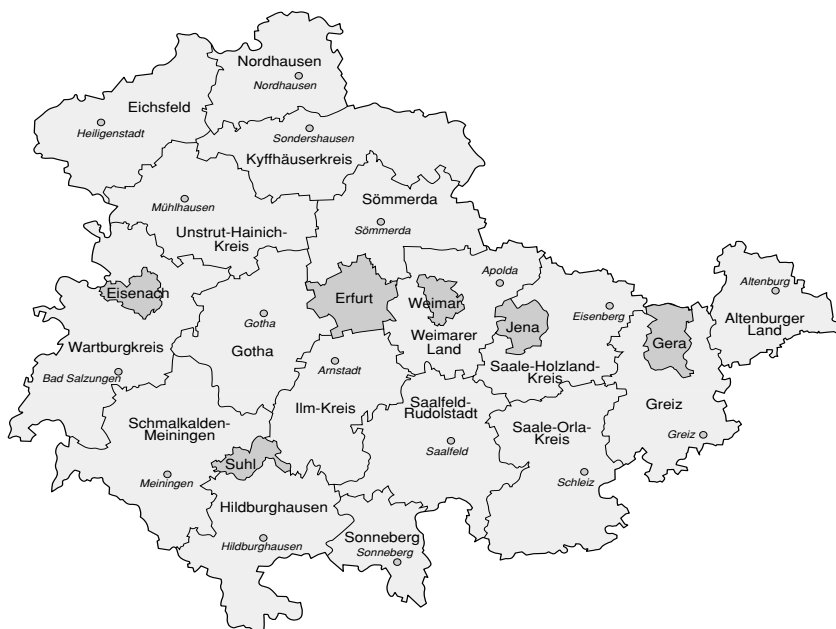 Nordhausen
Nordhausen
Eichsfeld
Heiligenstadt
Sondershausen
Kyffhäuserkreis
Mühlhausen
Unstrut-Hainich-
Kreis
Sömmerda
Sömmerda
Eisenach
Erfurt
Weimar
Apolda
Weimarer
Land
Jena
Eisenberg
Saale-Holzland-
Kreis
Gera
Altenburg
Altenburger
Land
Gotha
Gotha
Wartburgkreis
Bad Salzungen
Arnstadt
Ilm-Kreis
Saalfeld-
Rudolstadt
Saalfeld
Saale-Orla-
Kreis
Schleiz
Greiz
Greiz
Schmalkalden-
Meiningen
Meiningen
Suhl
Hildburghausen
Hildburghausen
Sonneberg
Sonneberg